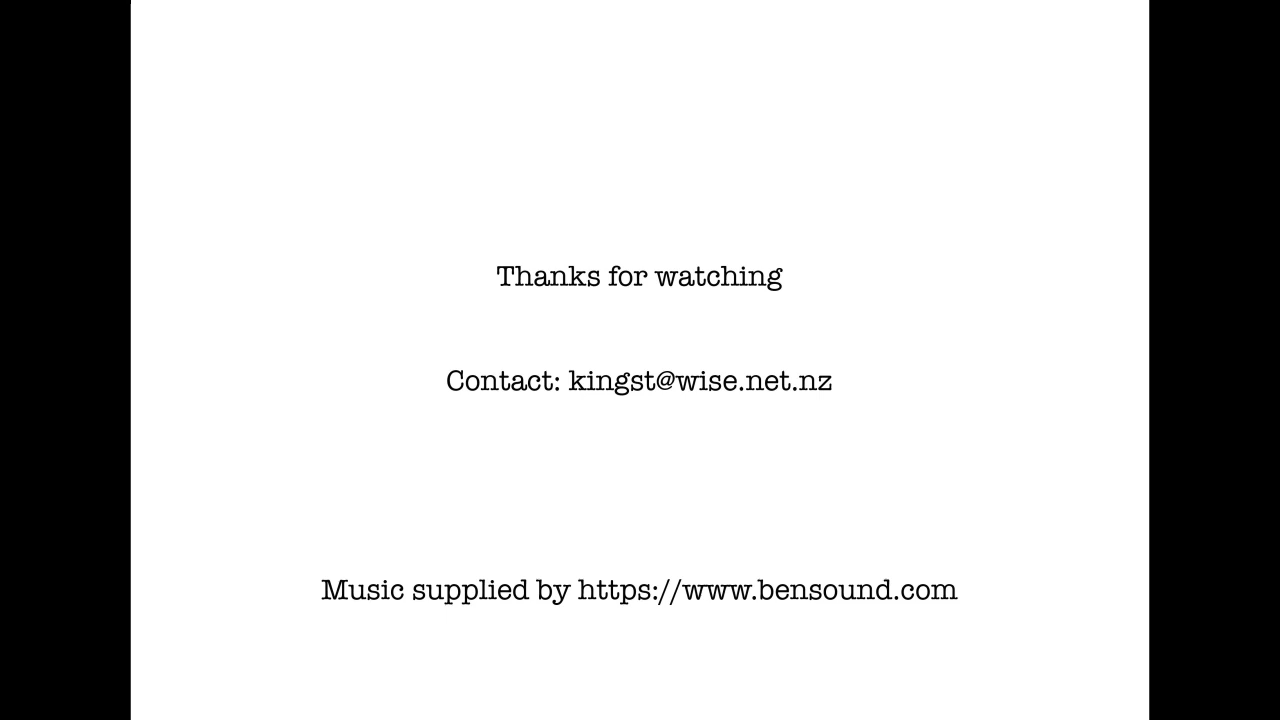 Thanks for watching
Contact: kingst@wise.net.nz
Music supplied by https://www.bensound.com